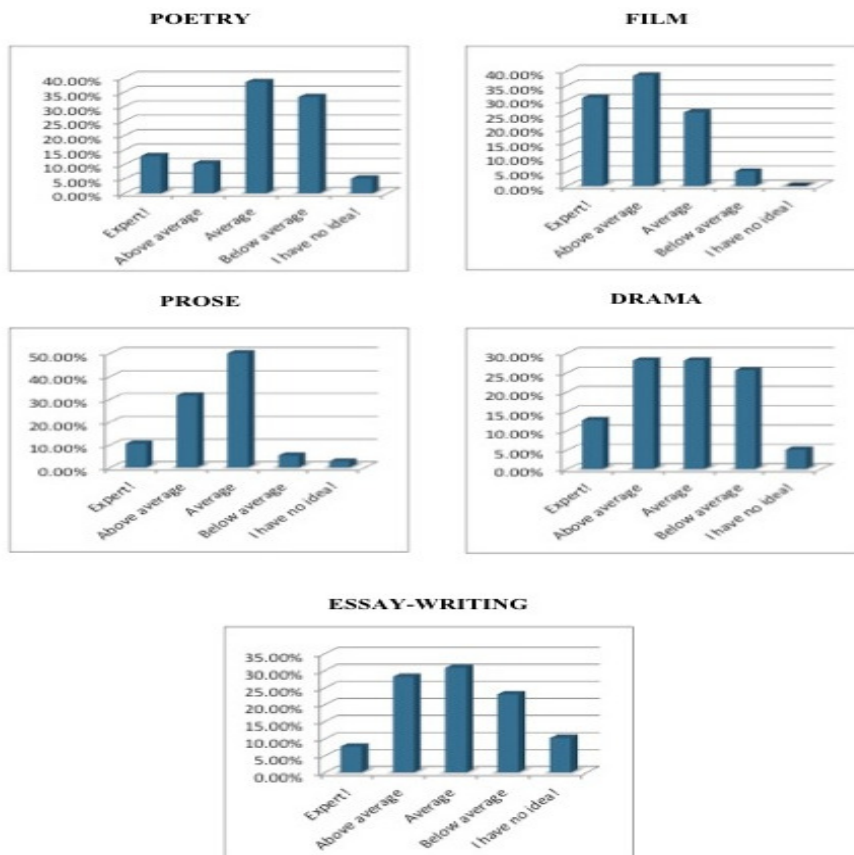 POETRY
40.00%
35.00%
30.00%
25.00%
20.00%
15.00%
10.00%
5.00%
0.00%
Expert!
Above average
Average
Below average
I have no idea!
FILM
40.00%
35.00%
30.00%
25.00%
20.00%
15.00%
10.00%
5.00%
0.00%
Expert!
Above average
Average
Below average
I have no idea!
PROSE
50.00%
40.00%
30.00%
20.00%
10.00%
0.00%
Expert!
Above average
Average
Below average
I have no idea!
DRAMA
30.00%
25.00%
20.00%
15.00%
10.00%
5.00%
0.00%
Expert!
Above average
Average
Below average
I have no idea!
ESSAY-WRITING
35.00%
30.00%
25.00%
20.00%
15.00%
10.00%
5.00%
0.00%
Expert!
Above average
Average
Below average
I have no idea!